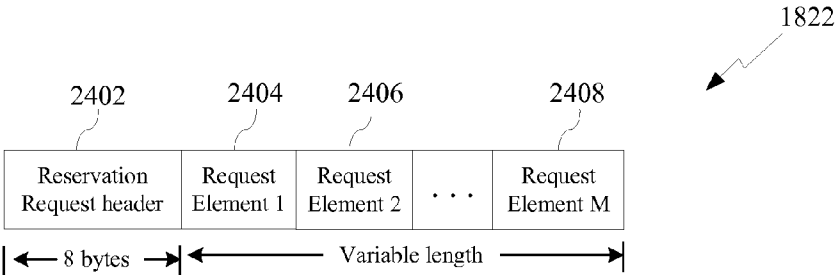 1822
2402
2404
2406
2408
Reservation
Request header
Request
Element 1
Request
Element 2
. . .
Request
Element M
8 bytes
Variable length